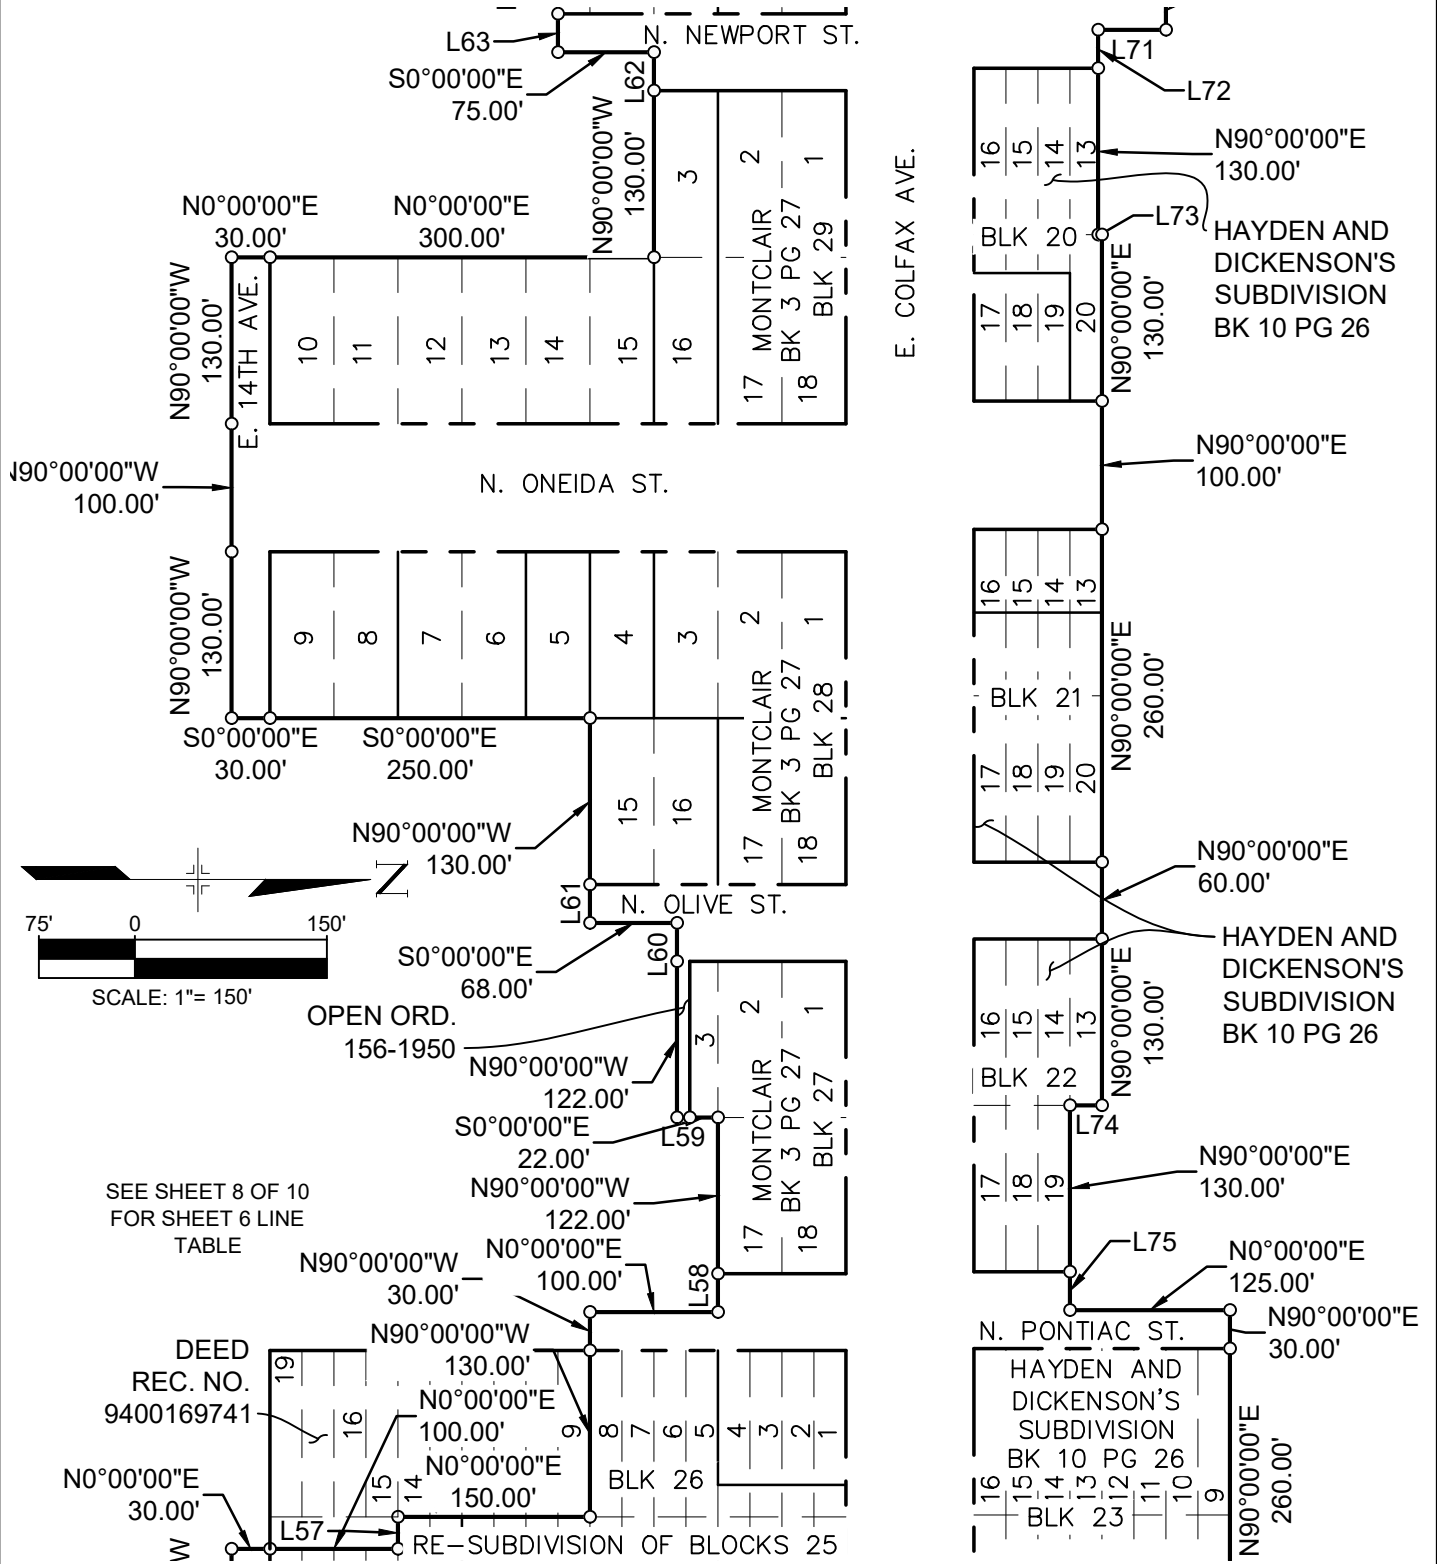 N. NEWPORT ST.
L63
S0°00'00"E
75.00'
L62
N90°00'00"W
130.00'
N0°00'00"E
30.00'
N0°00'00"E
300.00'
N90°00'00"W
130.00'
E. 14TH AVE.
3
2
1
MONTCLAIR
BK 3 PG 27
BLK 29
10
11
12
13
14
15
16
17
18
E. COLFAX AVE.
L71
L72
N90°00'00"E
130.00'
16
15
14
13
L73
BLK 20
HAYDEN AND
DICKENSON'S
SUBDIVISION
BK 10 PG 26
17
18
19
20
N90°00'00"E
130.00'
N90°00'00"W
100.00'
N. ONEIDA ST.
N90°00'00"E
100.00'
N90°00'00"W
130.00'
9
8
7
6
5
4
3
2
1
MONTCLAIR
BK 3 PG 27
BLK 28
S0°00'00"E
30.00'
S0°00'00"E
250.00'
15
16
17
18
16
15
14
13
BLK 21
N90°00'00"E
260.00'
17
18
19
20
N90°00'00"W
130.00'
N
75'
0
150'
SCALE: 1"= 150'
L61
N. OLIVE ST.
L60
S0°00'00"E
68.00'
OPEN ORD.
156-1950
N90°00'00"W
122.00'
S0°00'00"E
22.00'
L59
3
2
1
MONTCLAIR
BK 3 PG 27
BLK 27
17
18
N90°00'00"E
60.00'
HAYDEN AND
DICKENSON'S
SUBDIVISION
BK 10 PG 26
16
15
14
13
N90°00'00"E
130.00'
BLK 22
L74
17
18
19
N90°00'00"E
130.00'
SEE SHEET 8 OF 10
FOR SHEET 6 LINE
TABLE
N90°00'00"W
122.00'
N0°00'00"E
100.00'
L58
N90°00'00"W
30.00'
N90°00'00"W
130.00'
L75
N0°00'00"E
125.00'
N. PONTIAC ST.
N90°00'00"E
30.00'
DEED
REC. NO.
9400169741
19
16
15
14
N0°00'00"E
100.00'
N0°00'00"E
150.00'
9
8
7
6
5
4
3
2
1
BLK 26
HAYDEN AND
DICKENSON'S
SUBDIVISION
BK 10 PG 26
16
15
14
13
12
11
10
9
BLK 23
N90°00'00"E
260.00'
N0°00'00"E
30.00'
L57
RE-SUBDIVISION OF BLOCKS 25
W